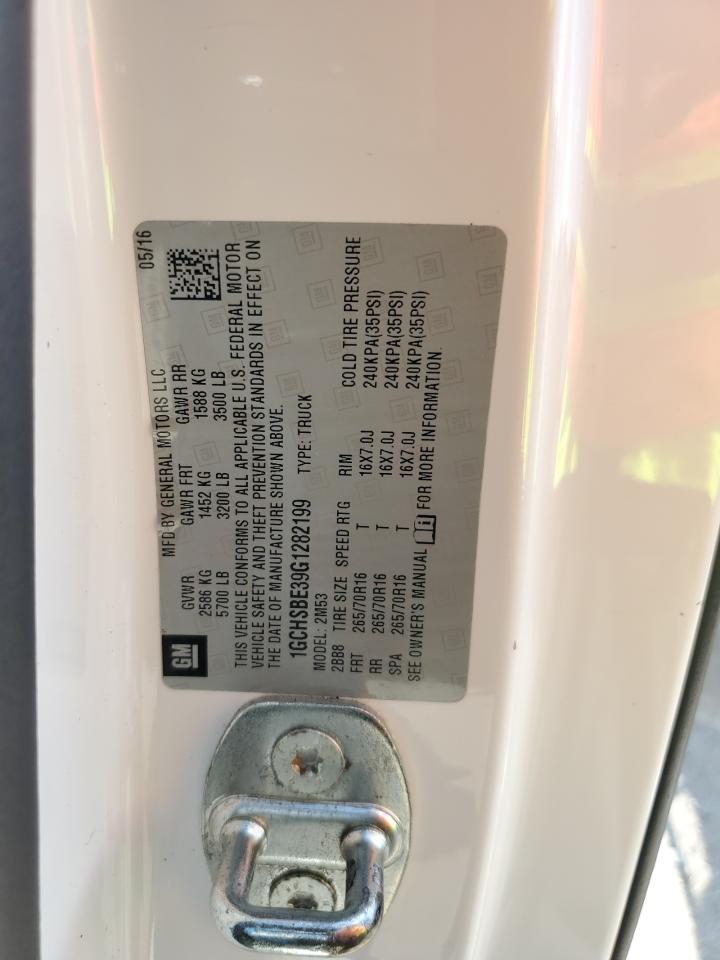 GM
MFD BY GENERAL MOTORS LLC 05/16
GVWR GAWR FRT GAWR RR
2586 KG 1452 KG 1588 KG
5700 LB 3200 LB 3500 LB
THIS VEHICLE CONFORMS TO ALL APPLICABLE U.S. FEDERAL MOTOR
VEHICLE SAFETY AND THEFT PREVENTION STANDARDS IN EFFECT ON
THE DATE OF MANUFACTURE SHOWN ABOVE.
1GCHSBE39G1282199 TYPE: TRUCK
MODEL: 2M53
2BB8 TIRE SIZE SPEED RTG RIM COLD TIRE PRESSURE
FRT 265/70R16 T 16X7.0J 240KPA(35PSI)
RR 265/70R16 T 16X7.0J 240KPA(35PSI)
SPA 265/70R16 T 16X7.0J 240KPA(35PSI)
SEE OWNER'S MANUAL FOR MORE INFORMATION.